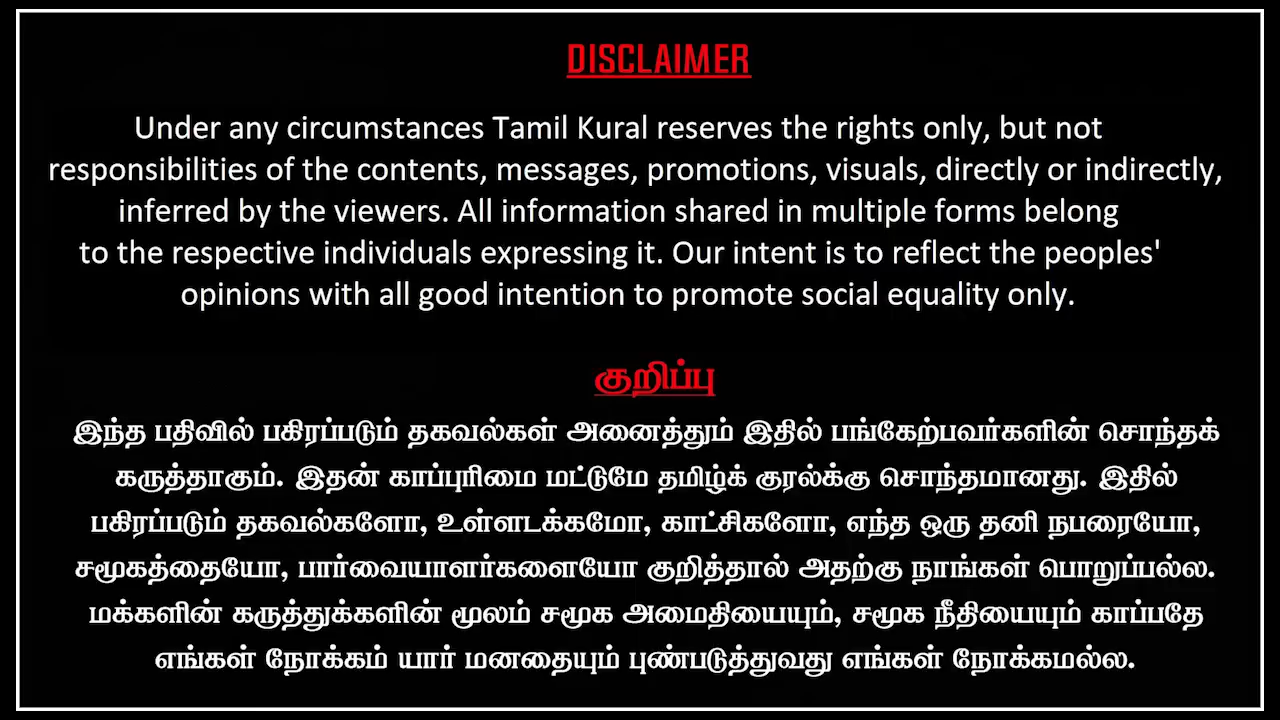 DISCLAIMER
Under any circumstances Tamil Kural reserves the rights only, but not
responsibilities of the contents, messages, promotions, visuals, directly or indirectly,
inferred by the viewers. All information shared in multiple forms belong
to the respective individuals expressing it. Our intent is to reflect the peoples'
opinions with all good intention to promote social equality only.
குறிப்பு
இந்த பதிவில் பகிரப்படும் தகவல்கள் அனைத்தும் இதில் பங்கேற்பவர்களின் சொந்தக்
கருத்தாகும். இதன் காப்புரிமை மட்டுமே தமிழ்க் குரல்க்கு சொந்தமானது. இதில்
பகிரப்படும் தகவல்களோ, உள்ளடக்கமோ, காட்சிகளோ, எந்த ஒரு தனி நபரையோ,
சமூகத்தையோ, பார்வையாளர்களையோ குறித்தால் அதற்கு நாங்கள் பொறுப்பல்ல.
மக்களின் கருத்துக்களின் மூலம் சமூக அமைதியையும், சமூக நீதியையும் காப்பதே
எங்கள் நோக்கம் யார் மனதையும் புண்படுத்துவது எங்கள் நோக்கமல்ல.